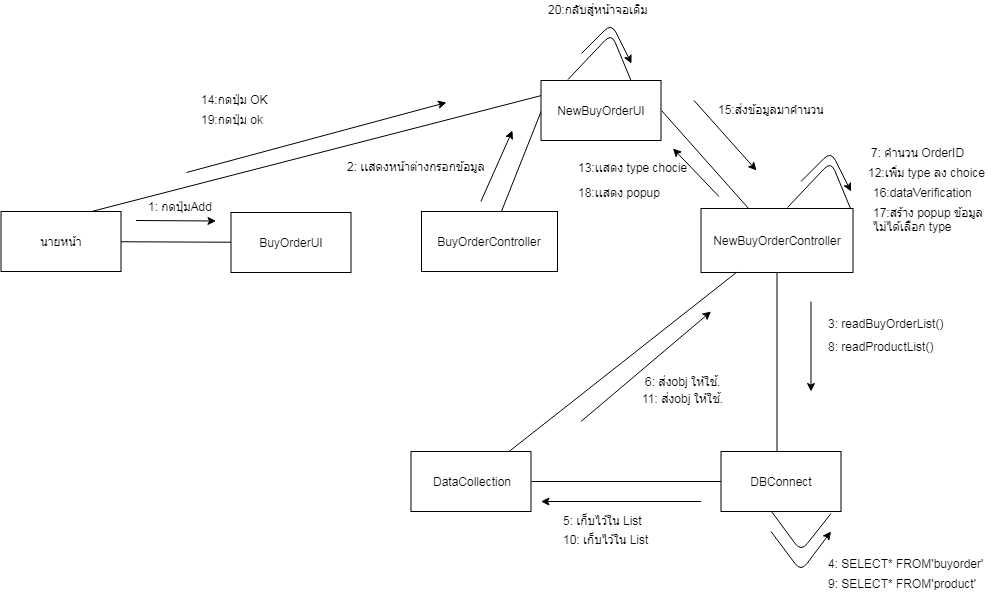 20:กลับสู่หน้าจอเดิม
14:กดปุ่ม OK
19:กดปุ่ม ok
NewBuyOrderUI
15:ส่งข้อมูลมาคำนวน
2: แสดงหน้าต่างกรอกข้อมูล
13:แสดง type chocie
18:แสดง popup
7: คำนวน OrderID
12:เพิ่ม type ลง choice
16:dataVerification
17:สร้าง popup ข้อมูล
ไม่ได้เลือก type
1: กดปุ่มAdd
นายหน้า
BuyOrderUI
BuyOrderController
NewBuyOrderController
3: readBuyOrderList()
8: readProductList()
6: ส่งobj ให้ใช้.
11: ส่งobj ให้ใช้.
DataCollection
DBConnect
5: เก็บไว้ใน List
10: เก็บไว้ใน List
4: SELECT* FROM'buyorder'
9: SELECT* FROM'product'